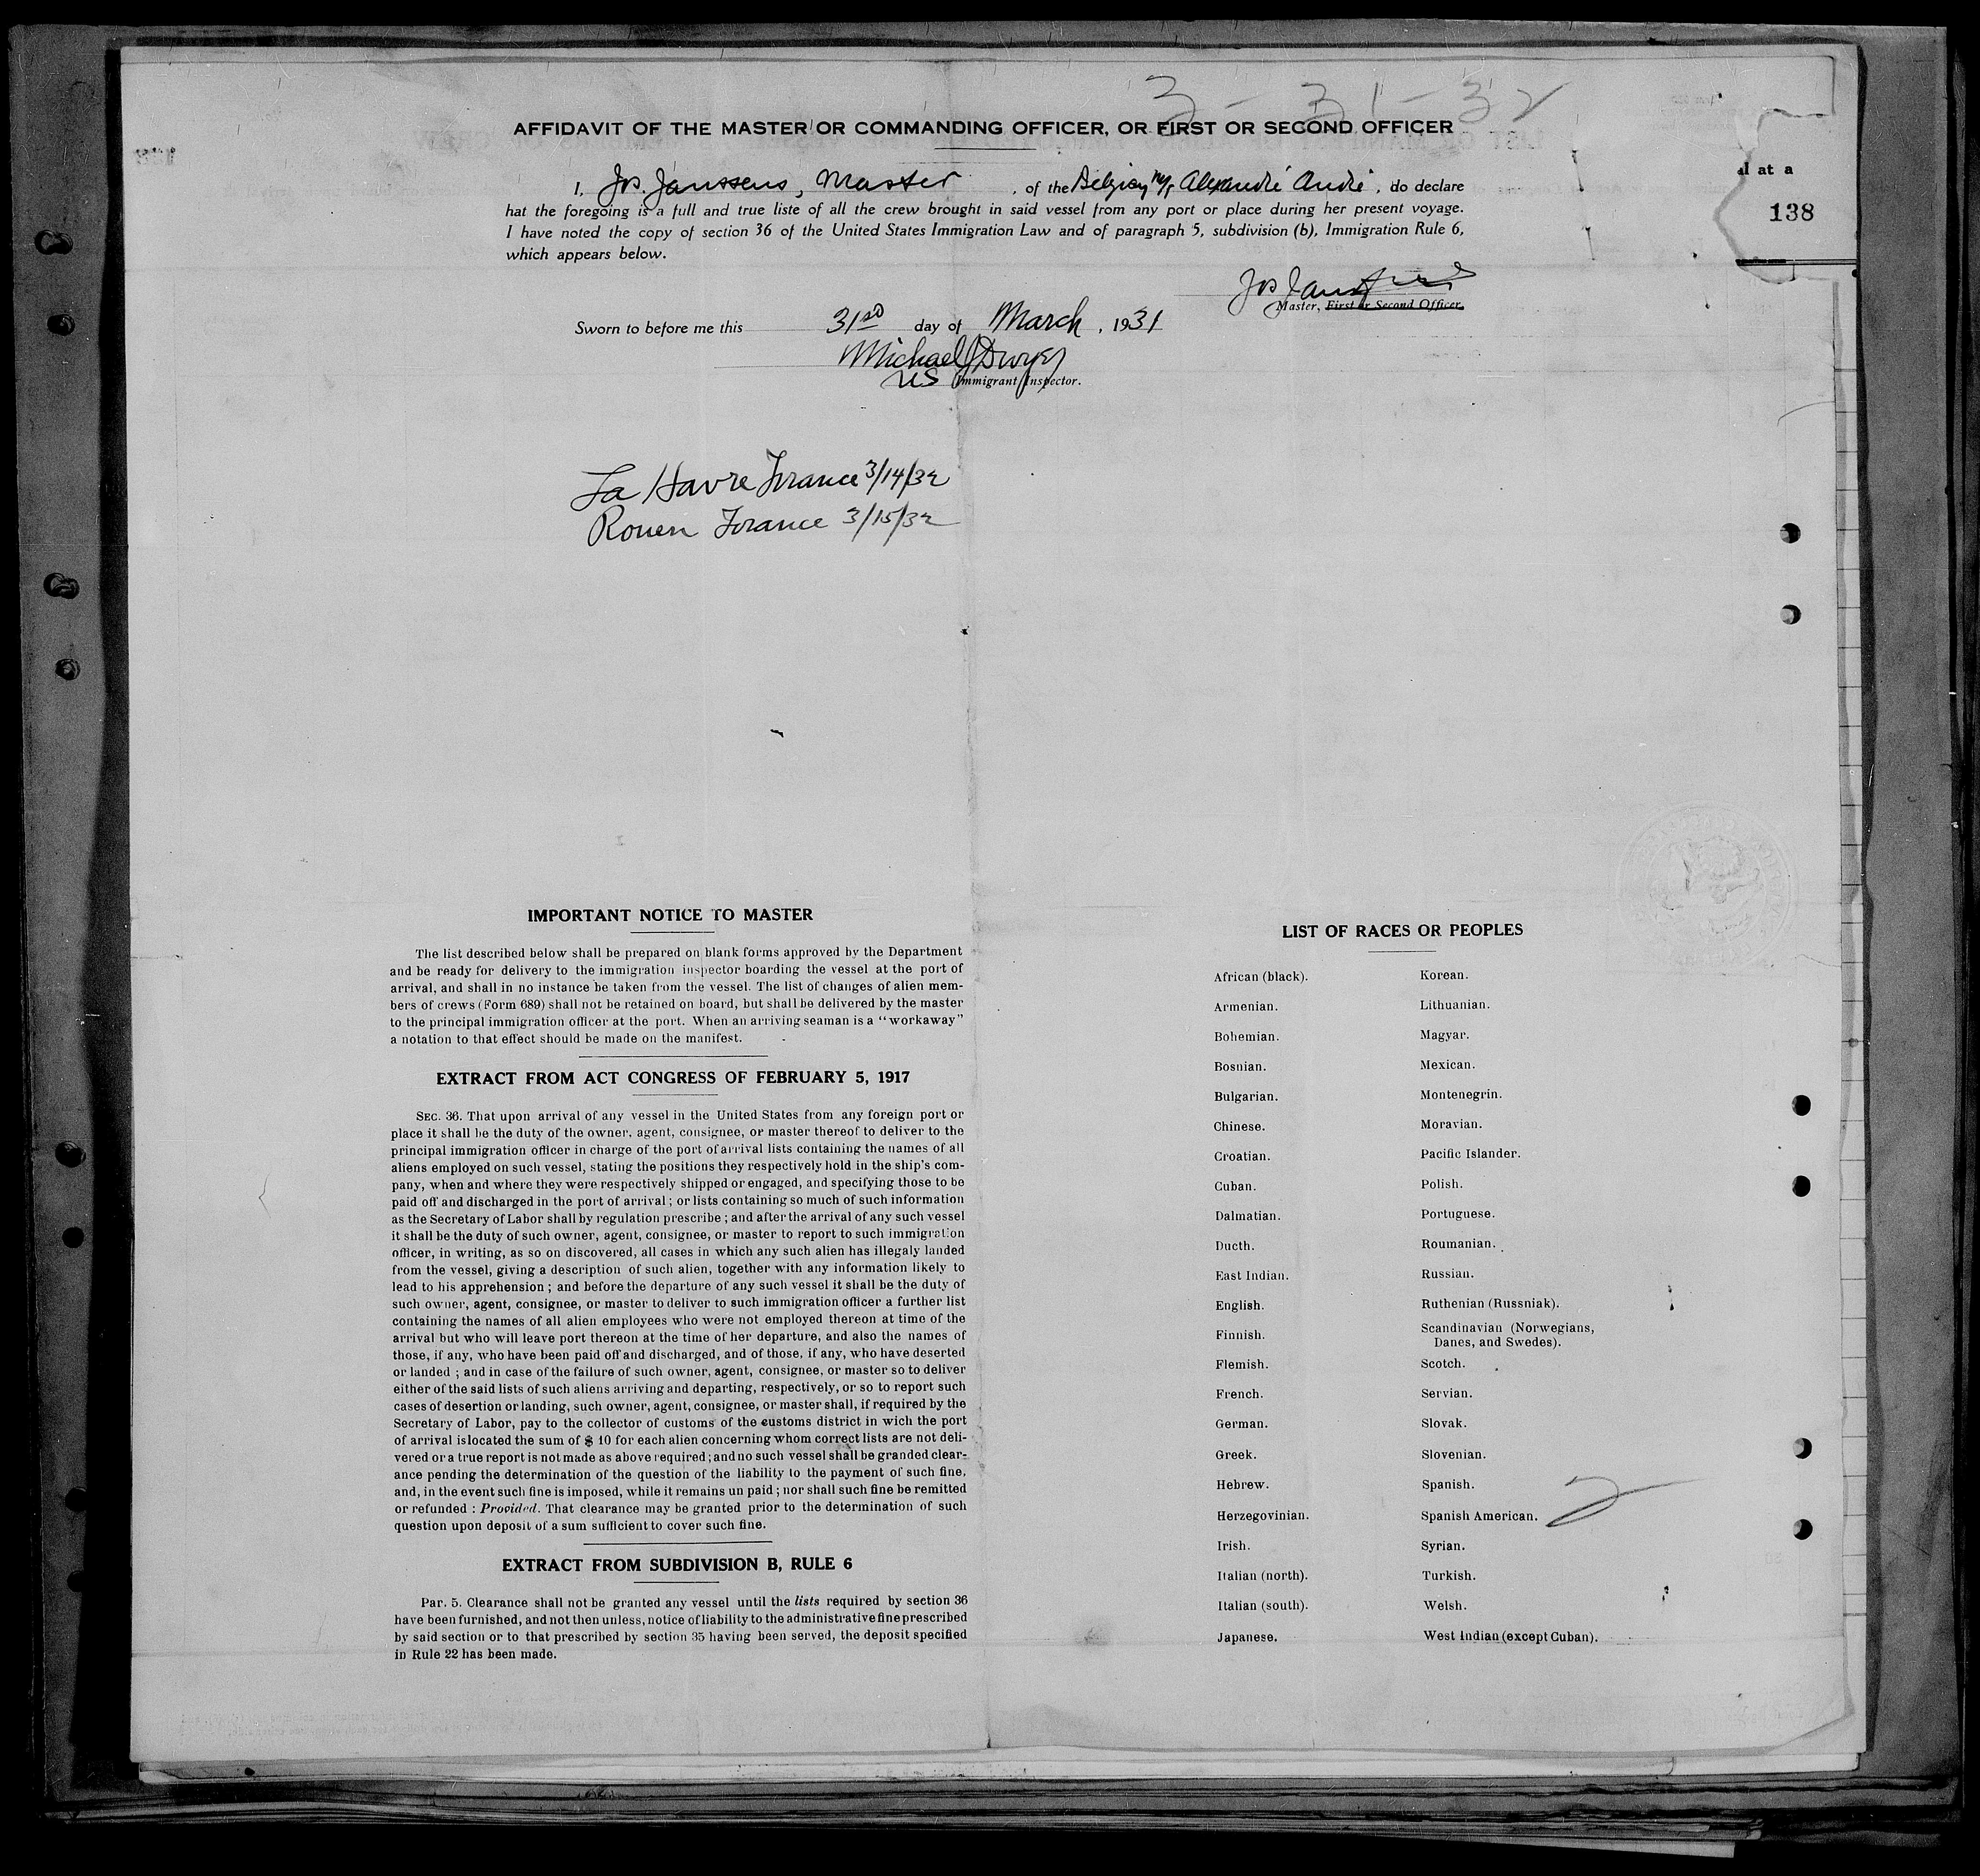 3-31-32
AFFIDAVIT OF THE MASTER OR COMMANDING OFFICER, OR FIRST OR SECOND OFFICER
al at a
138
I, Jos. Janssens, Master, of the Belgian M/S Alexandre André, do declare
hat the foregoing is a full and true liste of all the crew brought in said vessel from any port or place during her present voyage.
I have noted the copy of section 36 of the United States Immigration Law and of paragraph 5, subdivision (b), Immigration Rule 6,
which appears below.
Jos Janssens
Master, First or Second Officer.
Sworn to before me this 31st day of March, 1931
Michael J Dwyer
US Immigrant Inspector.
La Havre France 3/14/32
Rouen France 3/15/32
IMPORTANT NOTICE TO MASTER
The list described below shall be prepared on blank forms approved by the Department
and be ready for delivery to the immigration inspector boarding the vessel at the port of
arrival, and shall in no instance be taken from the vessel. The list of changes of alien mem-
bers of crews (Form 689) shall not be retained on board, but shall be delivered by the master
to the principal immigration officer at the port. When an arriving seaman is a "workaway"
a notation to that effect should be made on the manifest.
EXTRACT FROM ACT CONGRESS OF FEBRUARY 5, 1917
SEC. 36. That upon arrival of any vessel in the United States from any foreign port or
place it shall be the duty of the owner, agent, consignee, or master thereof to deliver to the
principal immigration officer in charge of the port of arrival lists containing the names of all
aliens employed on such vessel, stating the positions they respectively hold in the ship's com-
pany, when and where they were respectively shipped or engaged, and specifying those to be
paid off and discharged in the port of arrival ; or lists containing so much of such information
as the Secretary of Labor shall by regulation prescribe ; and after the arrival of any such vessel
it shall be the duty of such owner, agent, consignee, or master to report to such immigration
officer, in writing, as so on discovered, all cases in which any such alien has illegaly landed
from the vessel, giving a description of such alien, together with any information likely to
lead to his apprehension ; and before the departure of any such vessel it shall be the duty of
such owner, agent, consignee, or master to deliver to such immigration officer a further list
containing the names of all alien employees who were not employed thereon at time of the
arrival but who will leave port thereon at the time of her departure, and also the names of
those, if any, who have been paid off and discharged, and of those, if any, who have deserted
or landed ; and in case of the failure of such owner, agent, consignee, or master so to deliver
either of the said lists of such aliens arriving and departing, respectively, or so to report such
cases of desertion or landing, such owner, agent, consignee, or master shall, if required by the
Secretary of Labor, pay to the collector of customs of the customs district in wich the port
of arrival is located the sum of $ 10 for each alien concerning whom correct lists are not deli-
vered or a true report is not made as above required ; and no such vessel shall be granded clear-
ance pending the determination of the question of the liability to the payment of such fine,
and, in the event such fine is imposed, while it remains un paid ; nor shall such fine be remitted
or refunded : Provided. That clearance may be granted prior to the determination of such
question upon deposit of a sum sufficient to cover such fine.
EXTRACT FROM SUBDIVISION B, RULE 6
Par. 5. Clearance shall not be granted any vessel until the lists required by section 36
have been furnished, and not then unless, notice of liability to the administrative fine prescribed
by said section or to that prescribed by section 35 having been served, the deposit specified
in Rule 22 has been made.
LIST OF RACES OR PEOPLES
African (black).
Armenian.
Bohemian.
Bosnian.
Bulgarian.
Chinese.
Croatian.
Cuban.
Dalmatian.
Ducth.
East Indian.
English.
Finnish.
Flemish.
French.
German.
Greek.
Hebrew.
Herzegovinian.
Irish.
Italian (north).
Italian (south).
Japanese.
Korean.
Lithuanian.
Magyar.
Mexican.
Montenegrin.
Moravian.
Pacific Islander.
Polish.
Portuguese.
Roumanian.
Russian.
Ruthenian (Russniak).
Scandinavian (Norwegians,
Danes, and Swedes).
Scotch.
Servian.
Slovak.
Slovenian.
Spanish.
Spanish American.
Syrian.
Turkish.
Welsh.
West Indian (except Cuban).
2